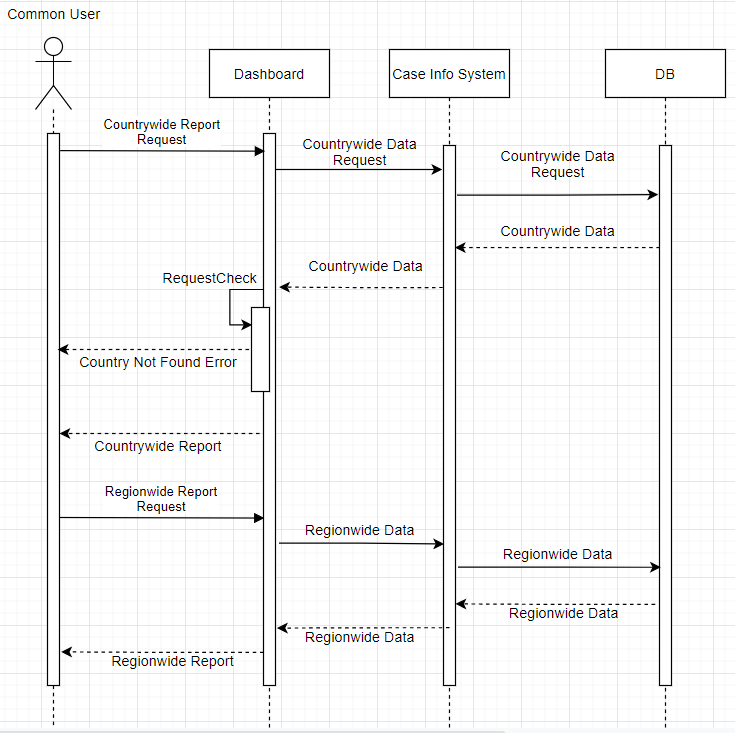 Common User
Dashboard
Case Info System
DB
Countrywide Report
Request
Countrywide Data
Request
Countrywide Data
Request
Countrywide Data
Countrywide Data
RequestCheck
Country Not Found Error
Countrywide Report
Regionwide Report
Request
Regionwide Data
Regionwide Data
Regionwide Data
Regionwide Data
Regionwide Report